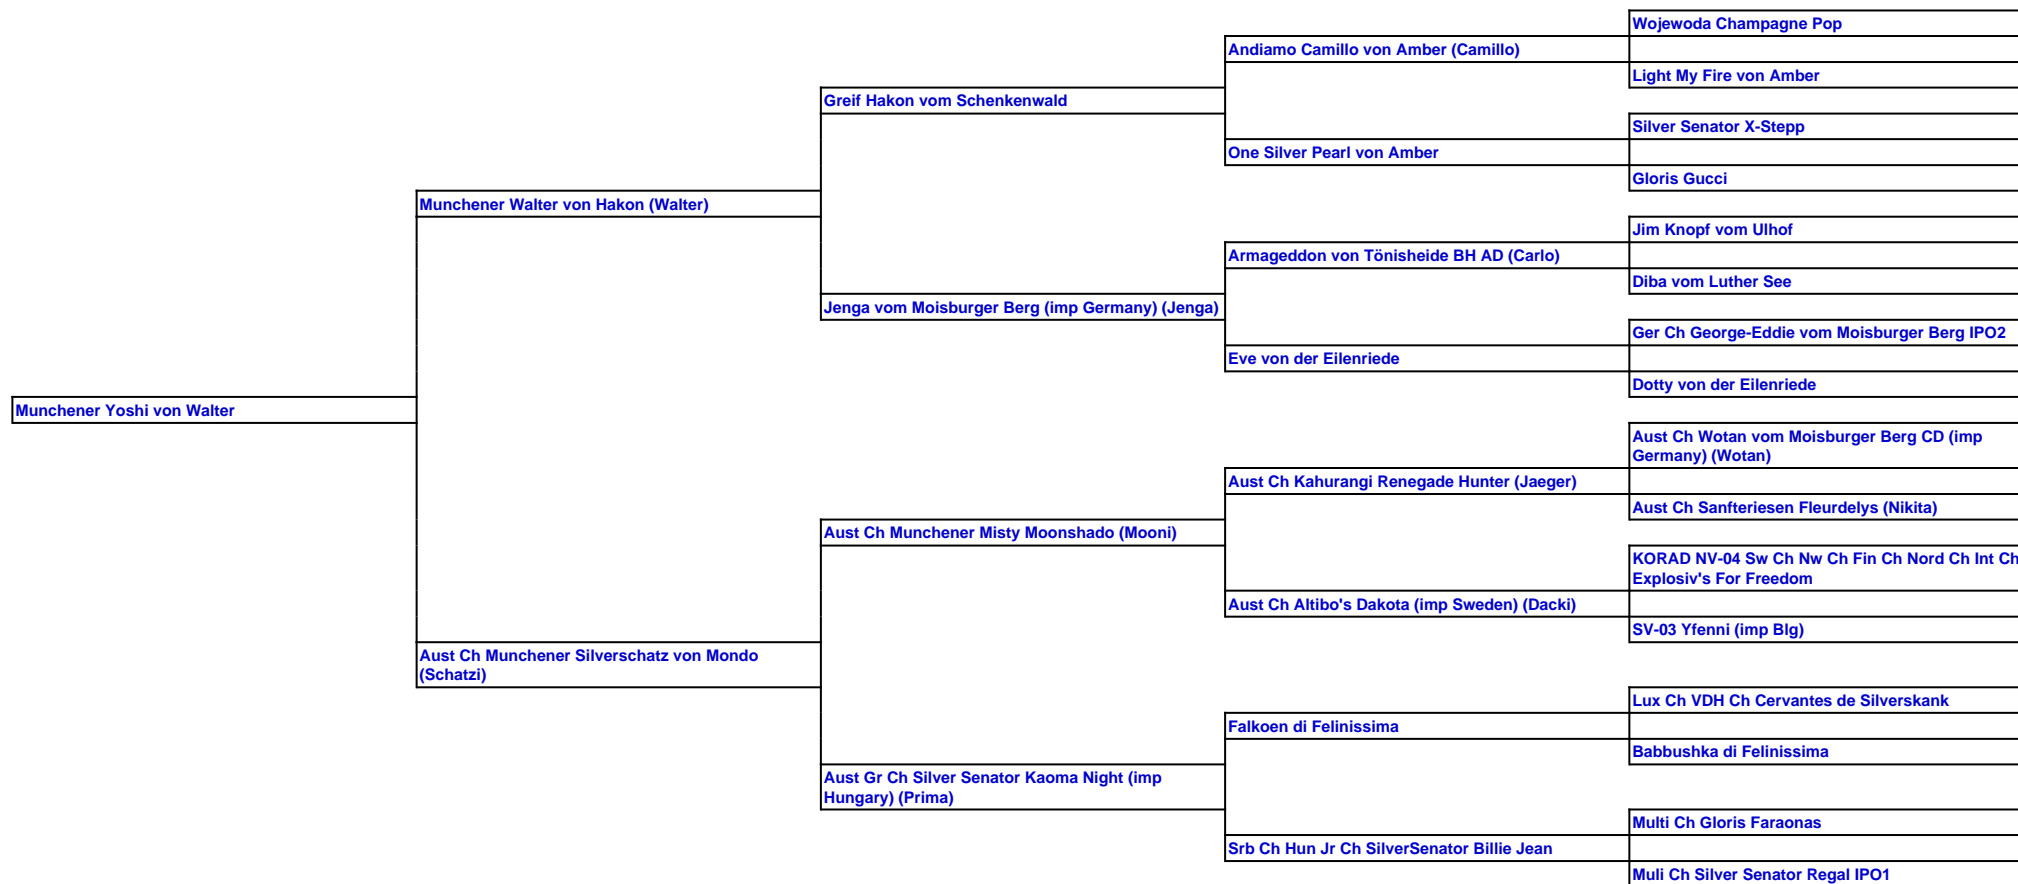 Wojewoda Champagne Pop
Andiamo Camillo von Amber (Camillo)
Light My Fire von Amber
Greif Hakon vom Schenkenwald
Silver Senator X-Stepp
One Silver Pearl von Amber
Gloris Gucci
Munchener Walter von Hakon (Walter)
Jim Knopf vom Ulhof
Armageddon von Tönisheide BH AD (Carlo)
Diba vom Luther See
Jenga vom Moisburger Berg (imp Germany) (Jenga)
Ger Ch George-Eddie vom Moisburger Berg IPO2
Eve von der Eilenriede
Dotty von der Eilenriede
Munchener Yoshi von Walter
Aust Ch Wotan vom Moisburger Berg CD (imp
Germany) (Wotan)
Aust Ch Kahurangi Renegade Hunter (Jaeger)
Aust Ch Sanfteriesen Fleurdelys (Nikita)
Aust Ch Munchener Misty Moonshado (Mooni)
KORAD NV-04 Sw Ch Nw Ch Fin Ch Nord Ch Int Ch
Explosiv's For Freedom
Aust Ch Altibo's Dakota (imp Sweden) (Dacki)
SV-03 Yfenni (imp Blg)
Aust Ch Munchener Silverschatz von Mondo
(Schatzi)
Lux Ch VDH Ch Cervantes de Silverskank
Falkoen di Felinissima
Babbushka di Felinissima
Aust Gr Ch Silver Senator Kaoma Night (imp
Hungary) (Prima)
Multi Ch Gloris Faraonas
Srb Ch Hun Jr Ch SilverSenator Billie Jean
Muli Ch Silver Senator Regal IPO1